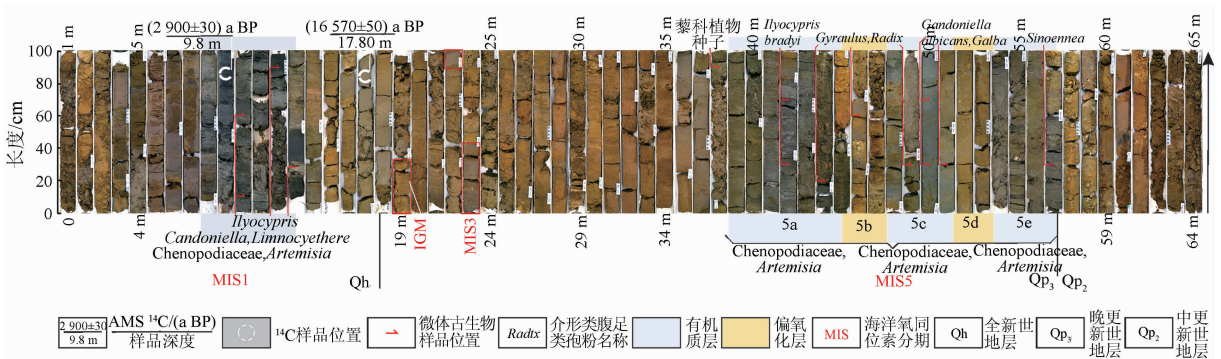 (2 900±30) a BP
9.8 m
(16 570±50) a BP
17.80 m
藜科植物
种子
Ilyocypris
bradyi
Gyraulus,Radix
Candoniella
albicans,Galba
Sinoennea
1 m
5 m
25 m
30 m
35 m
40 m
55 m
60 m
65 m
长度/cm
100
80
60
40
20
0
0
4 m
19 m
24 m
29 m
34 m
59 m
64 m
IGM
MIS3
Ilyocypris
Candoniella,Limnocythere
Chenopodiaceae,Artemisia
MIS1
Qh
5a
5b
5c
5d
5e
Chenopodiaceae,
Artemisia
Chenopodiaceae,
Artemisia
Chenopodiaceae,
Artemisia
MIS5
Qp3
Qp2
2 900±30
9.8 m
AMS 14C/(a BP)
样品深度
14C样品位置
微体古生物
样品位置
Radtx
介形类腹足
类孢粉名称
有机
质层
偏氧
化层
MIS
海洋氧同
位素分期
Qh
全新世
地层
Qp3
晚更
新世
地层
Qp2
中更
新世
地层